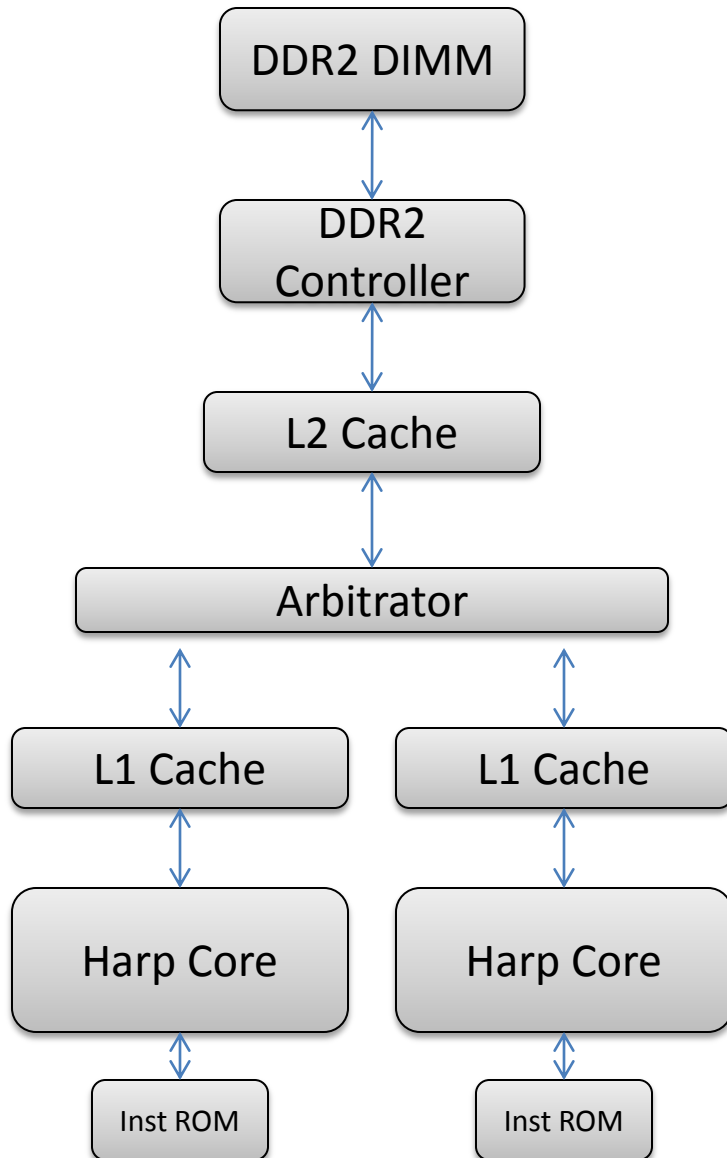 DDR2 DIMM
DDR2
Controller
L2 Cache
Arbitrator
L1 Cache
L1 Cache
Harp Core
Harp Core
Inst ROM
Inst ROM